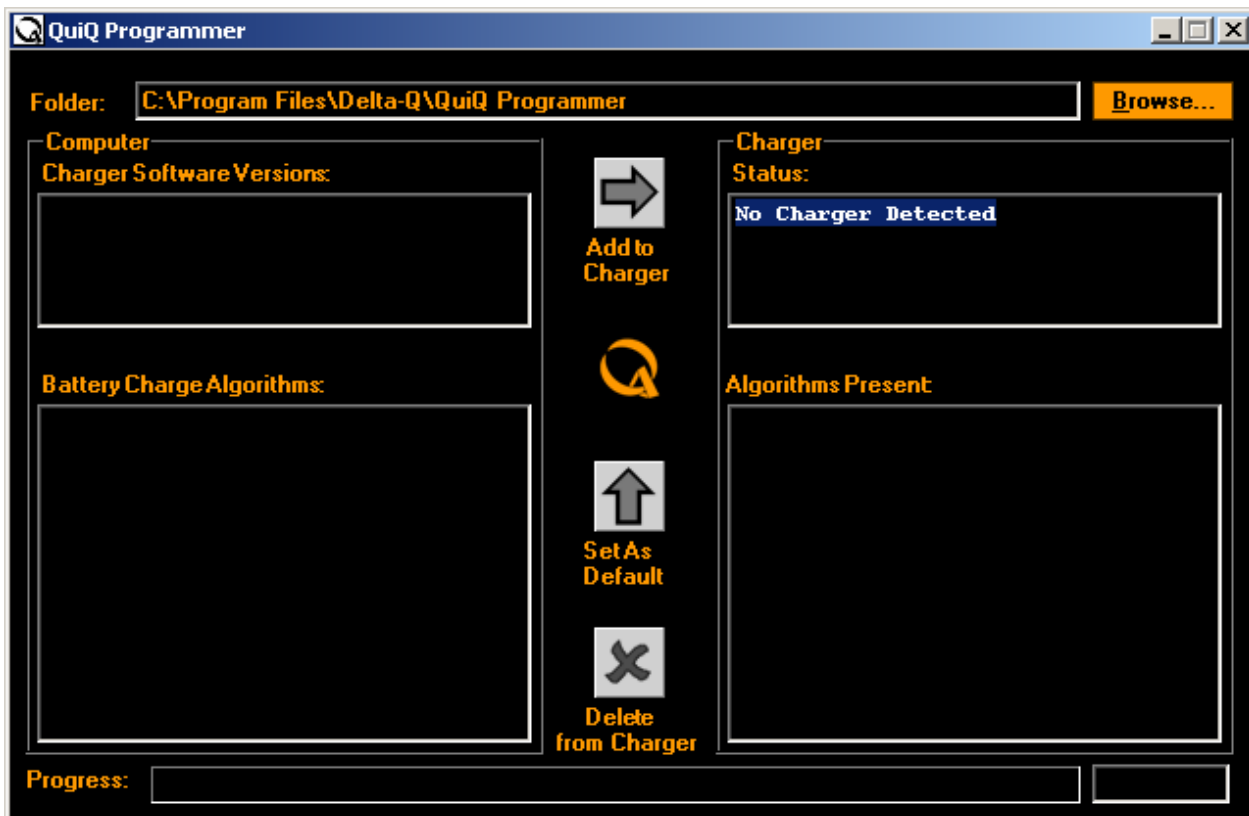 QuiQ Programmer
Folder: C:\Program Files\Delta-Q\QuiQ Programmer Browse...
Computer
Charger Software Versions:
Add to
Charger
Charger
Status:
No Charger Detected
Battery Charge Algorithms:
Algorithms Present:
Set As
Default
Delete
from Charger
Progress: